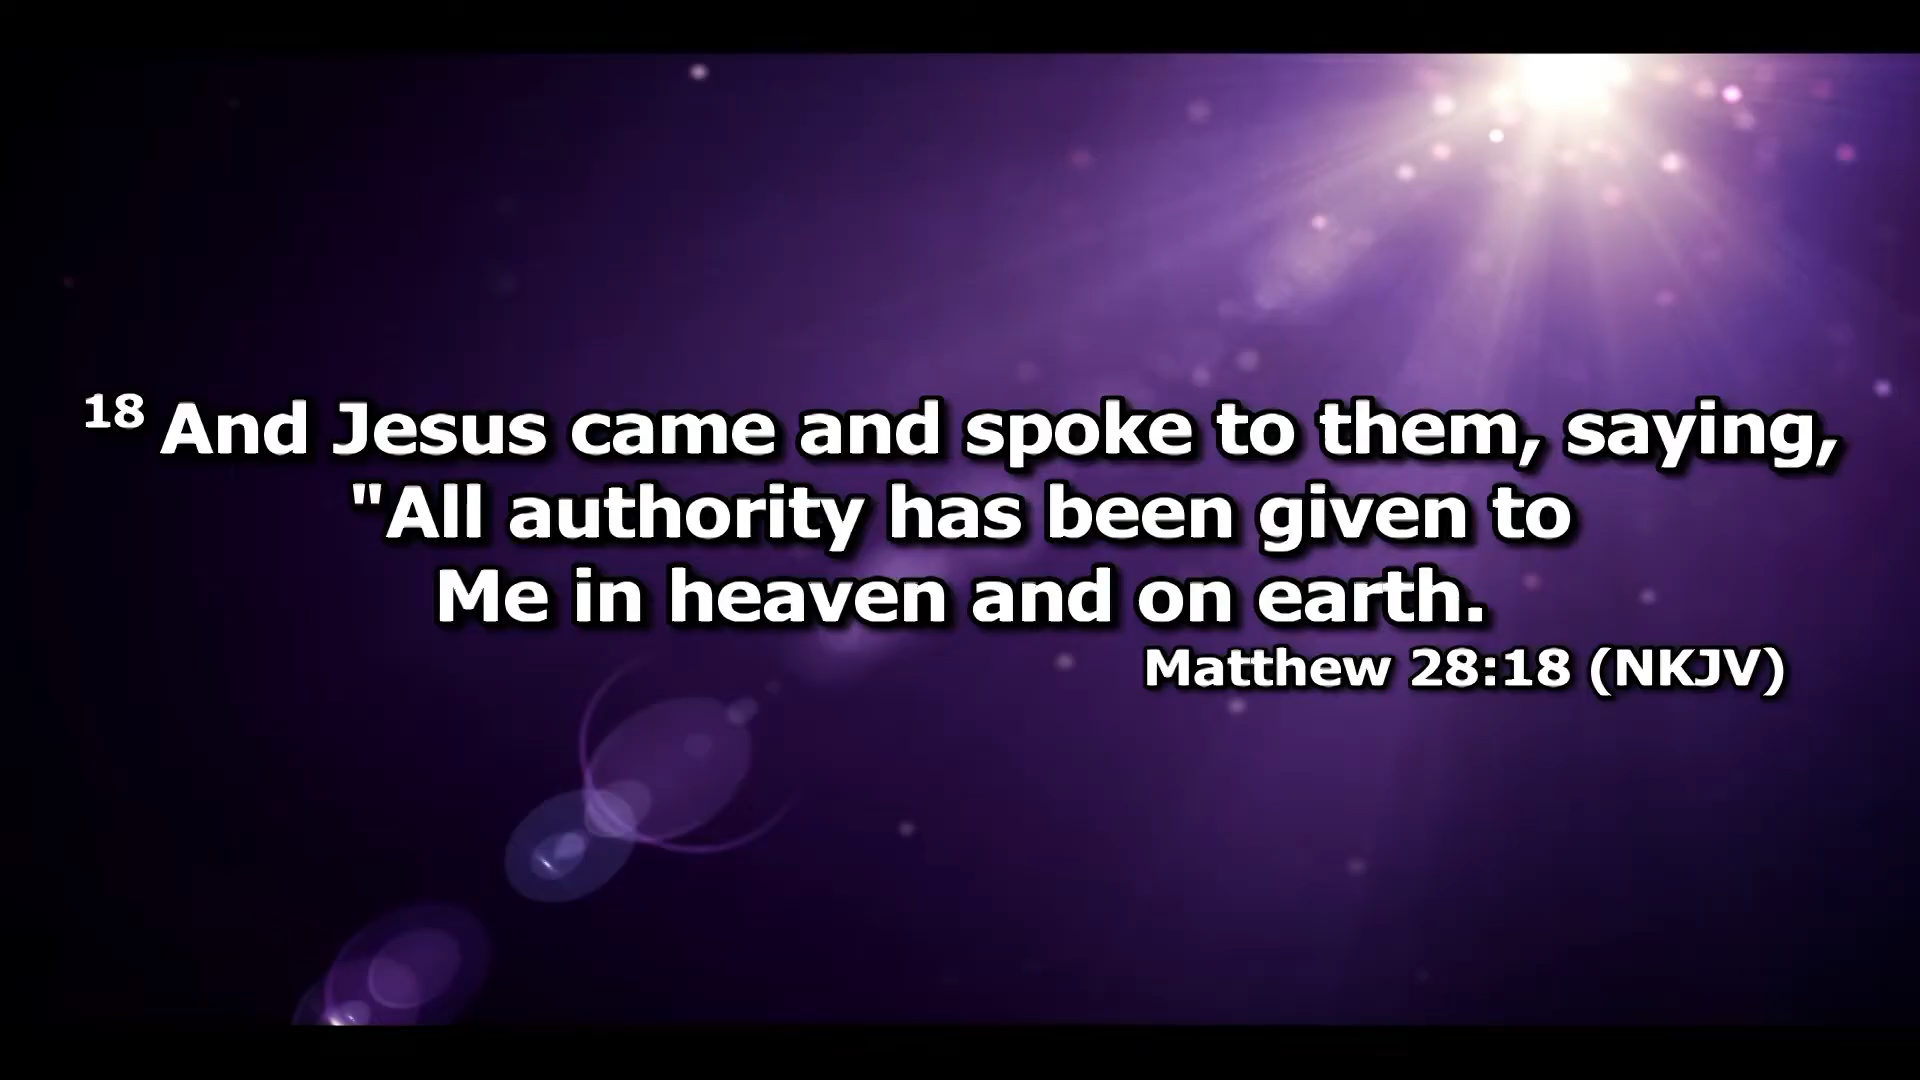 18 And Jesus came and spoke to them, saying,
"All authority has been given to
Me in heaven and on earth.
Matthew 28:18 (NKJV)